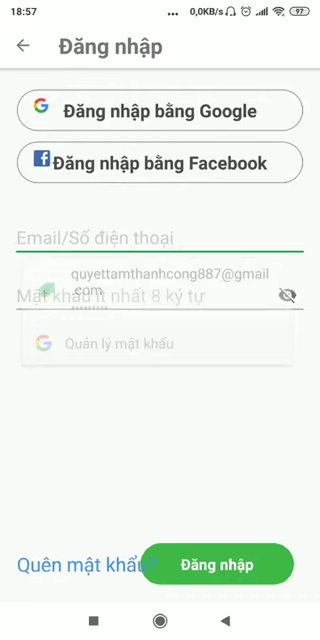 18:57
... 0,0KB/s 97
Đăng nhập
Đăng nhập bằng Google
Đăng nhập bằng Facebook
Email/Số điện thoại
quyettamthanhcong887@gmail
.com
Mật khẩu ít nhất 8 ký tự
••••••••
Quản lý mật khẩu
Quên mật khẩu?
Đăng nhập